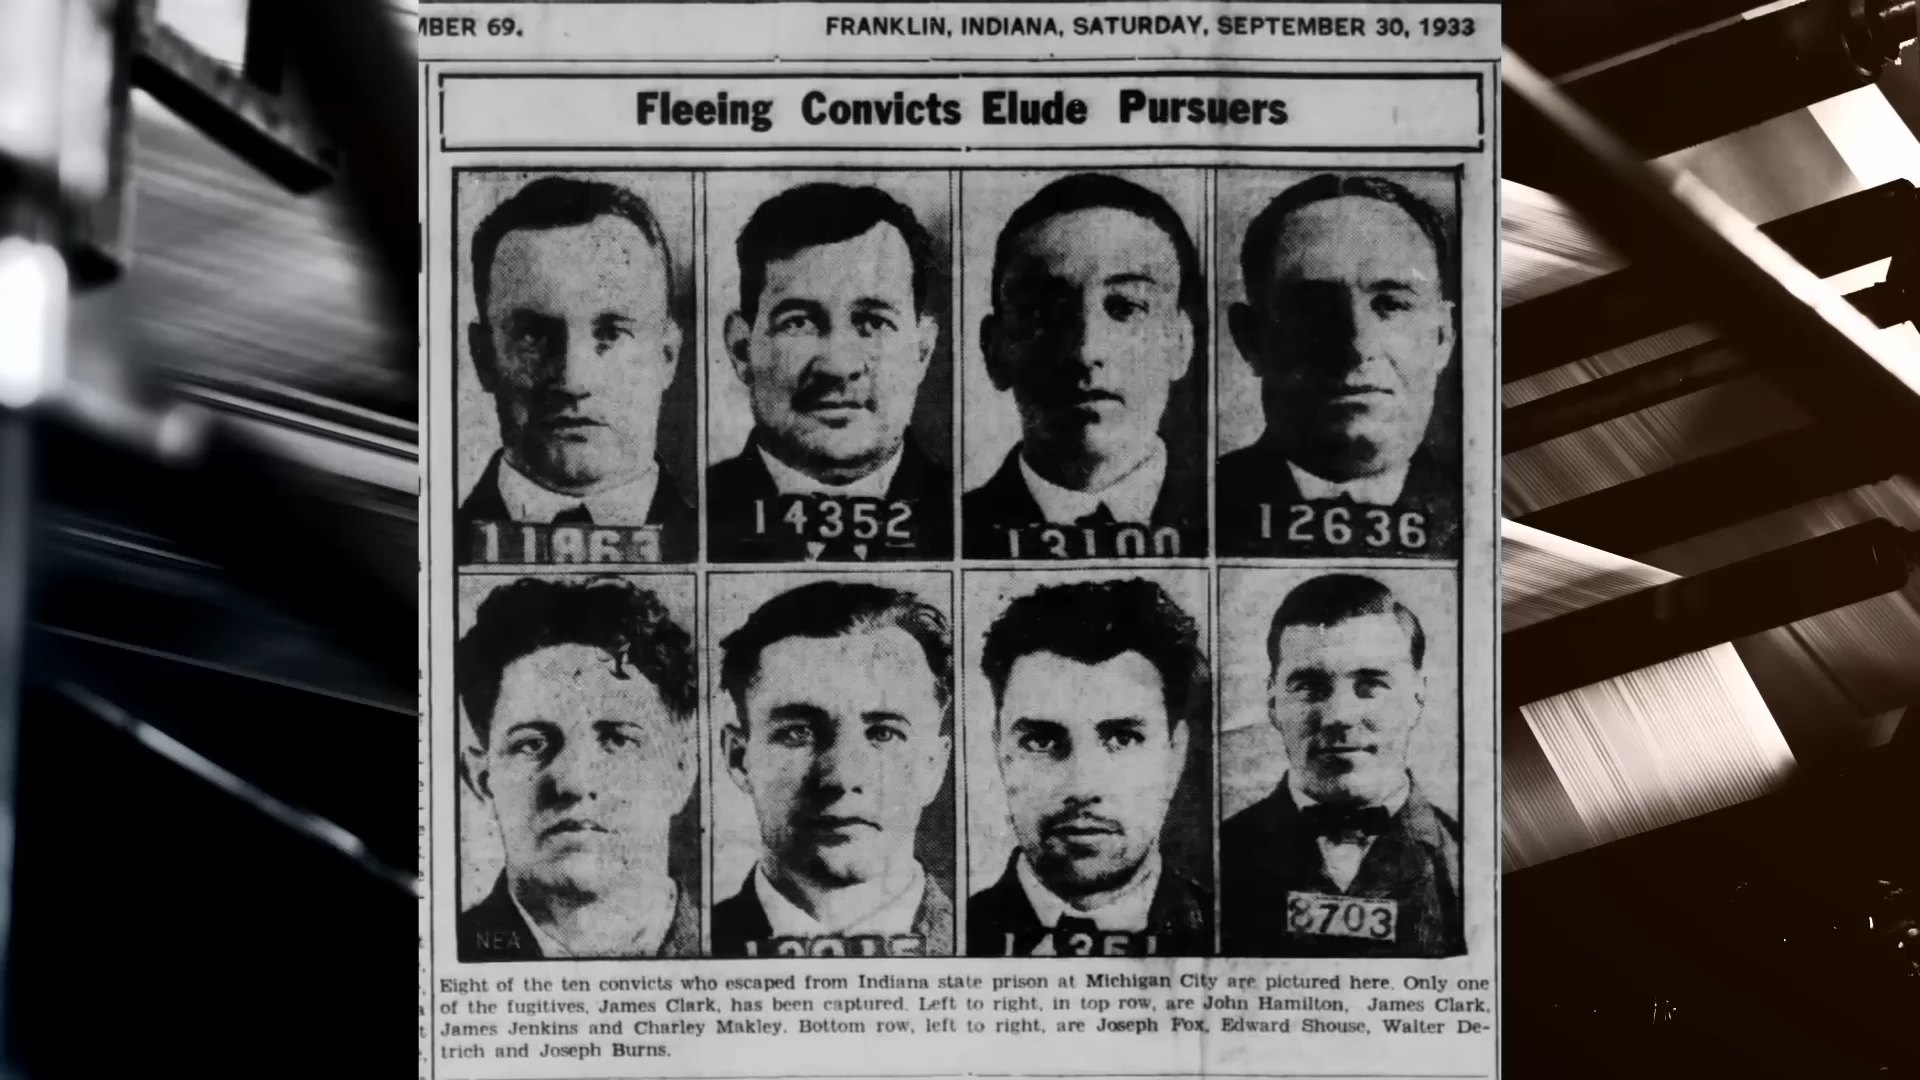 MBER 69.
FRANKLIN, INDIANA, SATURDAY, SEPTEMBER 30, 1933
Fleeing Convicts Elude Pursuers
11863
14352
13100
12636
NEA
14351
8703
Eight of the ten convicts who escaped from Indiana state prison at Michigan City are pictured here. Only one
of the fugitives, James Clark, has been captured. Left to right, in top row, are John Hamilton, James Clark,
James Jenkins and Charley Makley. Bottom row, left to right, are Joseph Fox, Edward Shouse, Walter De-
trich and Joseph Burns.